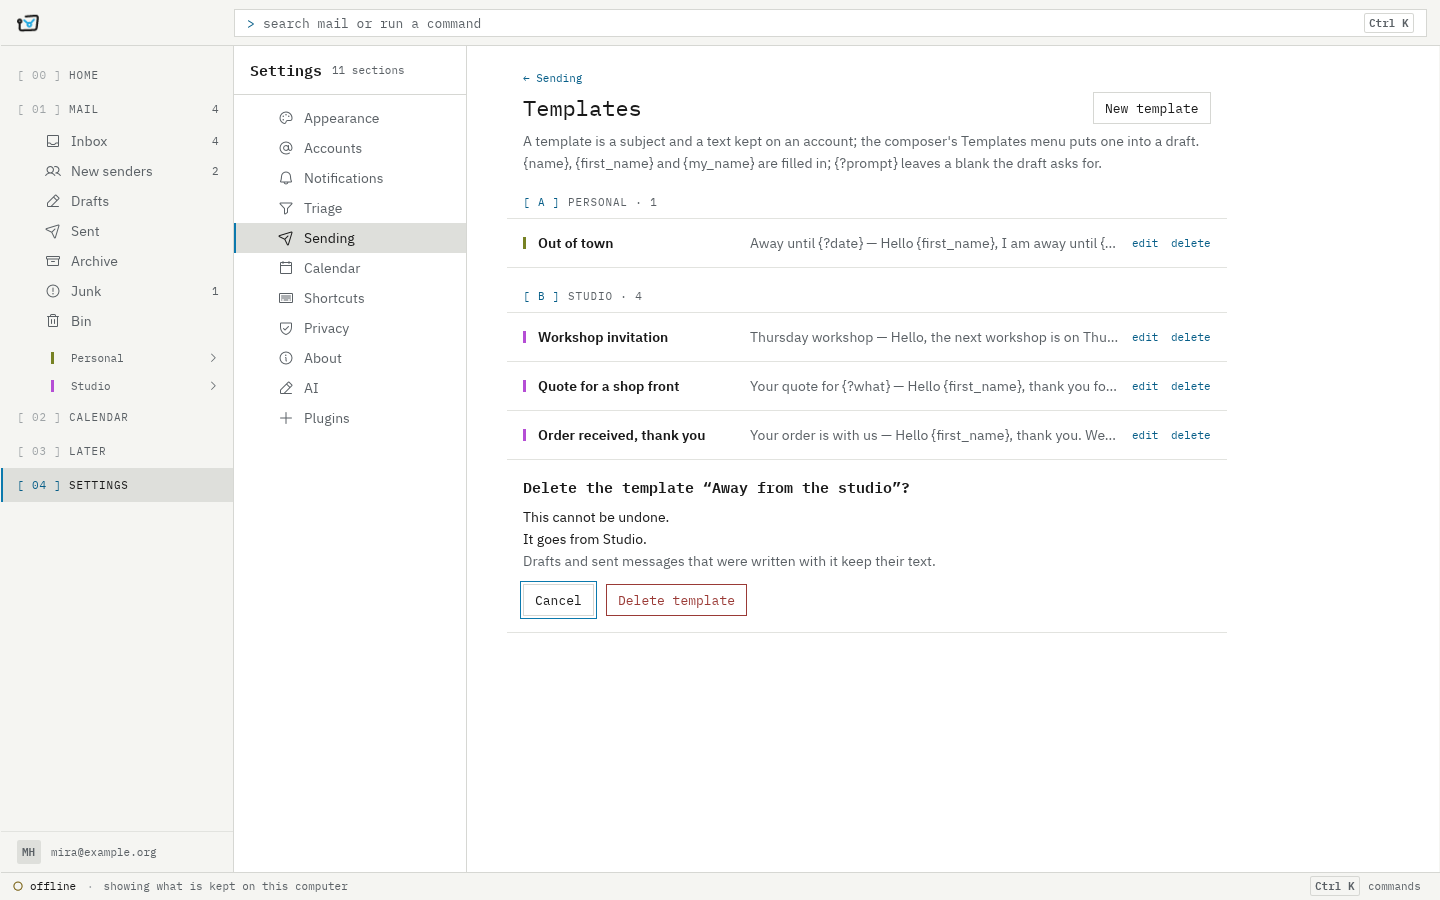 > search mail or run a command Ctrl K
[ 00 ] HOME
[ 01 ] MAIL 4
Inbox 4
New senders 2
Drafts
Sent
Archive
Junk 1
Bin
Personal
Studio
[ 02 ] CALENDAR
[ 03 ] LATER
[ 04 ] SETTINGS
MH mira@example.org
Settings 11 sections
Appearance
Accounts
Notifications
Triage
Sending
Calendar
Shortcuts
Privacy
About
AI
Plugins
← Sending
Templates
New template
A template is a subject and a text kept on an account; the composer's Templates menu puts one into a draft.
{name}, {first_name} and {my_name} are filled in; {?prompt} leaves a blank the draft asks for.
[ A ] PERSONAL · 1
Out of town Away until {?date} — Hello {first_name}, I am away until {... edit delete
[ B ] STUDIO · 4
Workshop invitation Thursday workshop — Hello, the next workshop is on Thu... edit delete
Quote for a shop front Your quote for {?what} — Hello {first_name}, thank you fo... edit delete
Order received, thank you Your order is with us — Hello {first_name}, thank you. We... edit delete
Delete the template “Away from the studio”?
This cannot be undone.
It goes from Studio.
Drafts and sent messages that were written with it keep their text.
Cancel Delete template
offline · showing what is kept on this computer Ctrl K commands